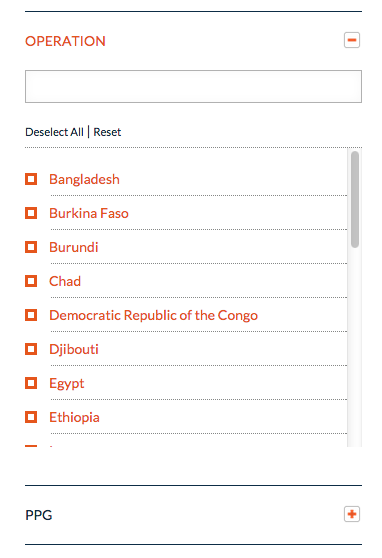 OPERATION
Deselect All | Reset
Bangladesh
Burkina Faso
Burundi
Chad
Democratic Republic of the Congo
Djibouti
Egypt
Ethiopia
PPG